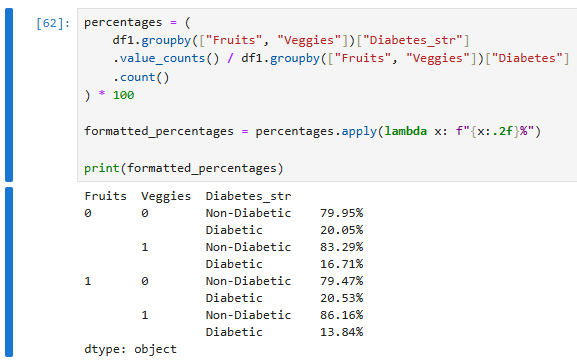 [62]: percentages = (
    df1.groupby(["Fruits", "Veggies"])["Diabetes_str"]
    .value_counts() / df1.groupby(["Fruits", "Veggies"])["Diabetes"]
    .count()
) * 100

formatted_percentages = percentages.apply(lambda x: f"{x:.2f}%")

print(formatted_percentages)
Fruits  Veggies  Diabetes_str
0       0        Non-Diabetic    79.95%
                 Diabetic        20.05%
        1        Non-Diabetic    83.29%
                 Diabetic        16.71%
1       0        Non-Diabetic    79.47%
                 Diabetic        20.53%
        1        Non-Diabetic    86.16%
                 Diabetic        13.84%
dtype: object